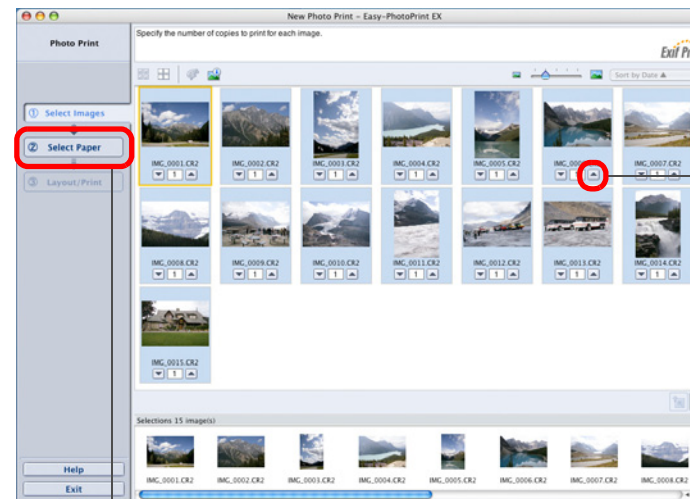 New Photo Print - Easy-PhotoPrint EX
Photo Print
Specify the number of copies to print for each image.
Exif Pr
Sort by Date ▲
① Select Images
② Select Paper
③ Layout/Print
IMG_0001.CR2 IMG_0002.CR2 IMG_0003.CR2 IMG_0004.CR2 IMG_0005.CR2 IMG_0007.CR2
1 1 1 1 1 1
IMG_0008.CR2 IMG_0009.CR2 IMG_0010.CR2 IMG_0011.CR2 IMG_0012.CR2 IMG_0013.CR2 IMG_0014.CR2
1 1 1 1 1 1 1
IMG_0015.CR2
1
Selections 15 image(s)
IMG_0001.CR2 IMG_0002.CR2 IMG_0003.CR2 IMG_0004.CR2 IMG_0005.CR2 IMG_0006.CR2 IMG_0007.CR2 IMG_0008.CR2
Help
Exit